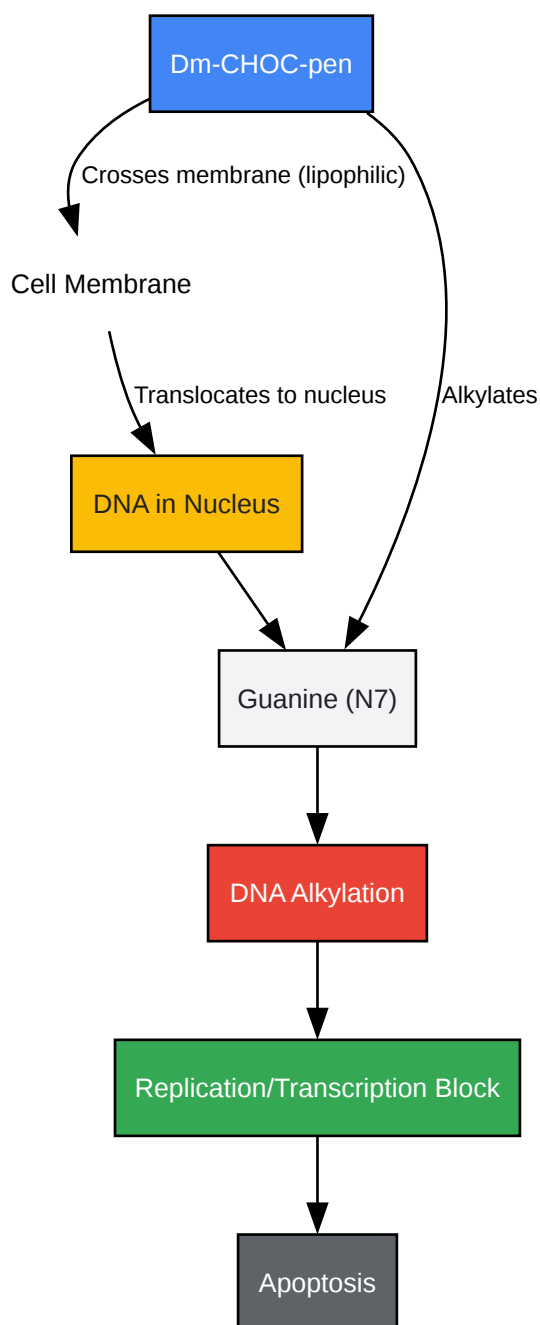 Dm-CHOC-pen
Crosses membrane (lipophilic)
Cell Membrane
Translocates to nucleus
Alkylates
DNA in Nucleus
Guanine (N7)
DNA Alkylation
Replication/Transcription Block
Apoptosis